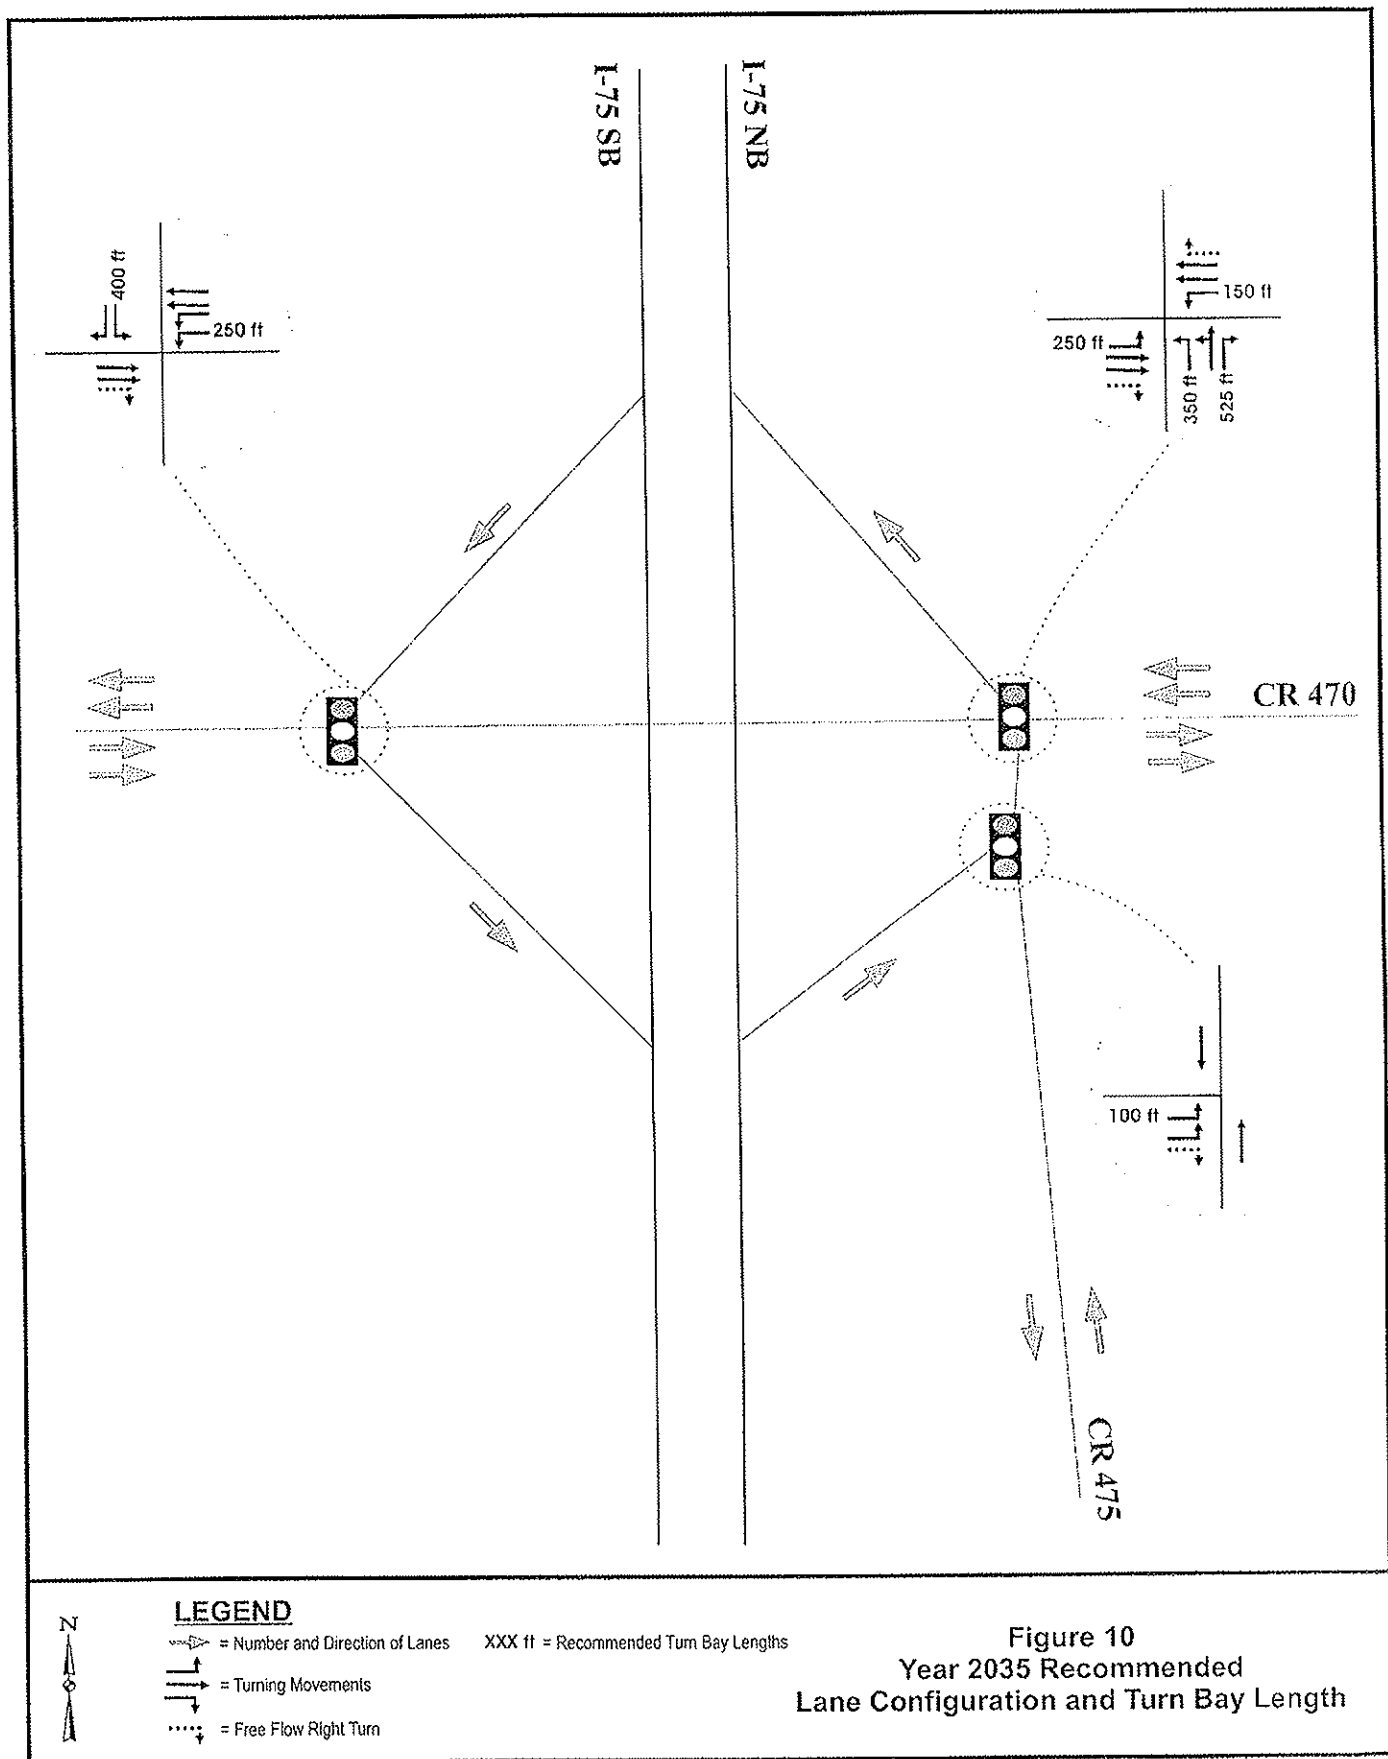 I-75 SB
I-75 NB
400 ft
250 ft
150 ft
250 ft
350 ft
525 ft
CR 470
100 ft
CR 475
N
LEGEND
= Number and Direction of Lanes
XXX ft = Recommended Turn Bay Lengths
= Turning Movements
= Free Flow Right Turn
Figure 10
Year 2035 Recommended
Lane Configuration and Turn Bay Length